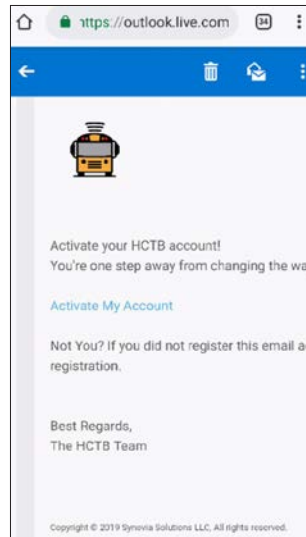 https://outlook.live.com 34
Activate your HCTB account!
You're one step away from changing the wa
Activate My Account
Not You? If you did not register this email a
registration.
Best Regards,
The HCTB Team
Copyright © 2019 Synovia Solutions LLC, All rights reserved.